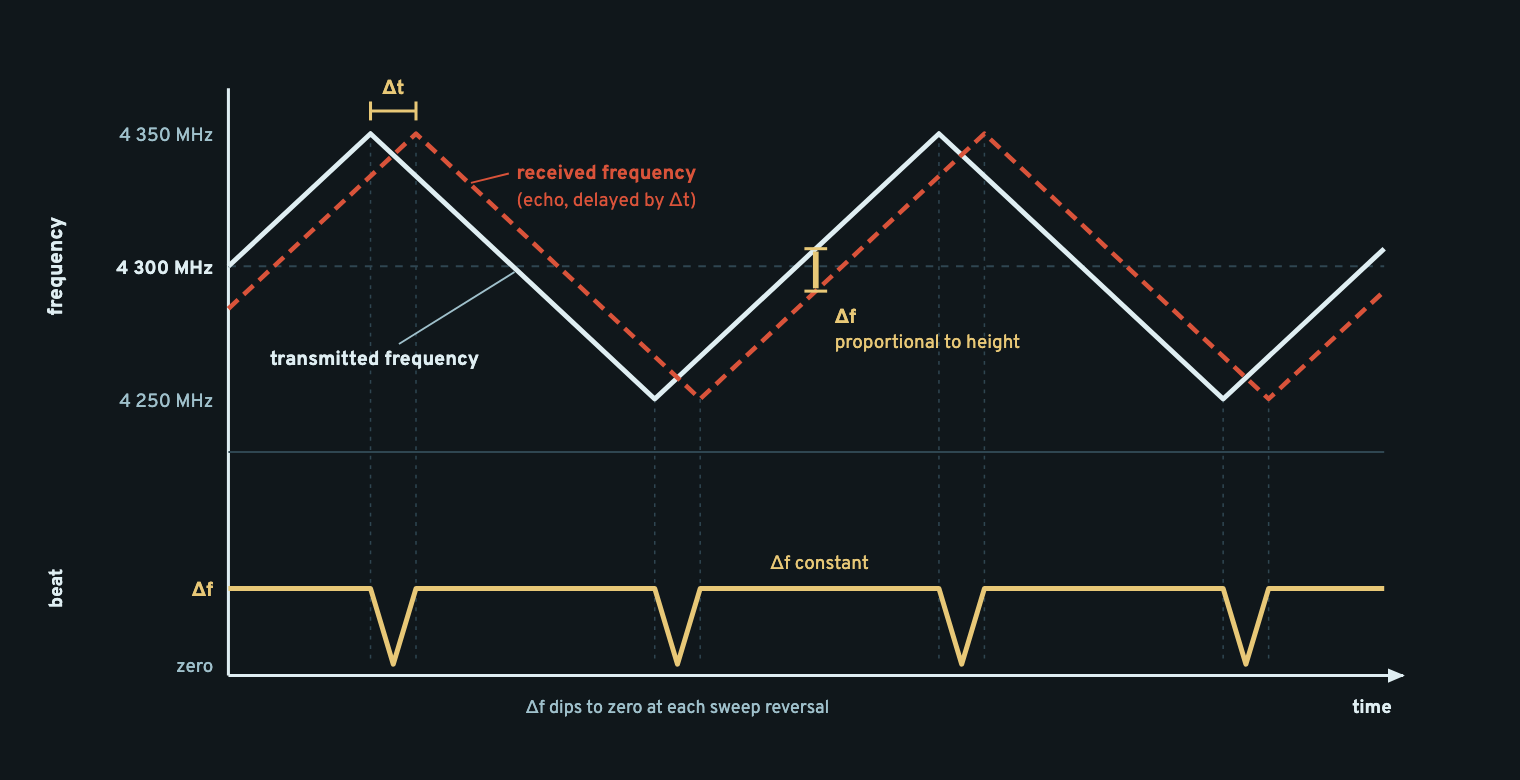 Δt
4 350 MHz
received frequency
(echo, delayed by Δt)
frequency
4 300 MHz
Δf
proportional to height
transmitted frequency
4 250 MHz
Δf constant
beat
Δf
zero
Δf dips to zero at each sweep reversal
time